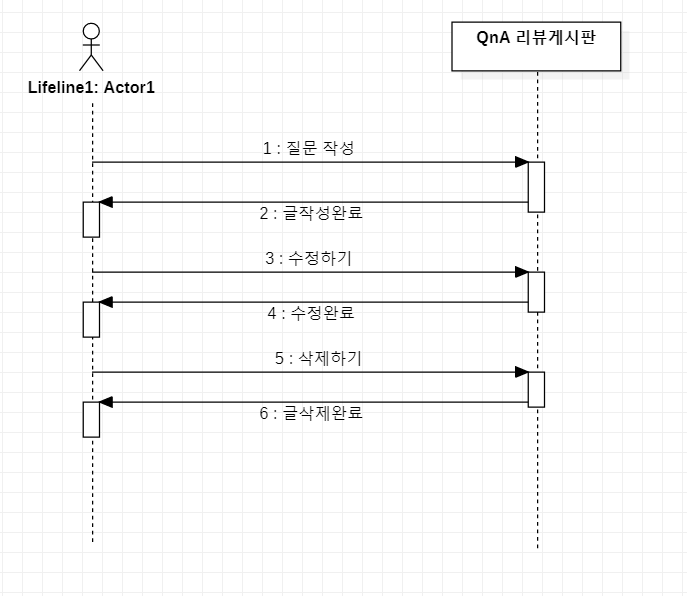 QnA 리뷰게시판
Lifeline1: Actor1
1 : 질문 작성
2 : 글작성완료
3 : 수정하기
4 : 수정완료
5 : 삭제하기
6 : 글삭제완료